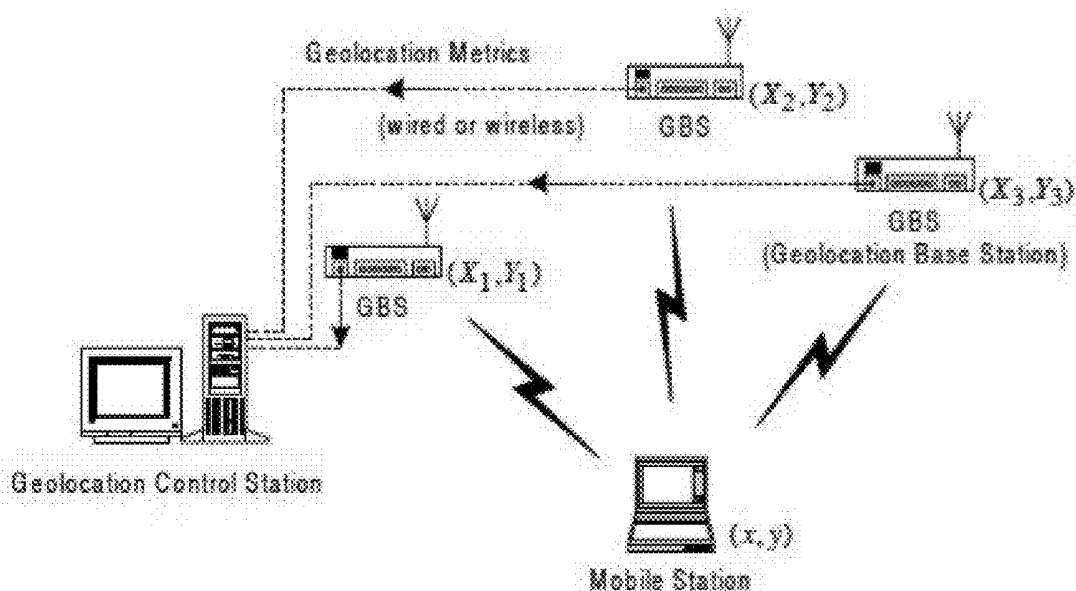 Geolocation Metrics
(wired or wireless)
(X2,Y2)
GBS
(X3,Y3)
GBS
(Geolocation Base Station)
(X1,Y1)
GBS
Geolocation Control Station
(x,y)
Mobile Station